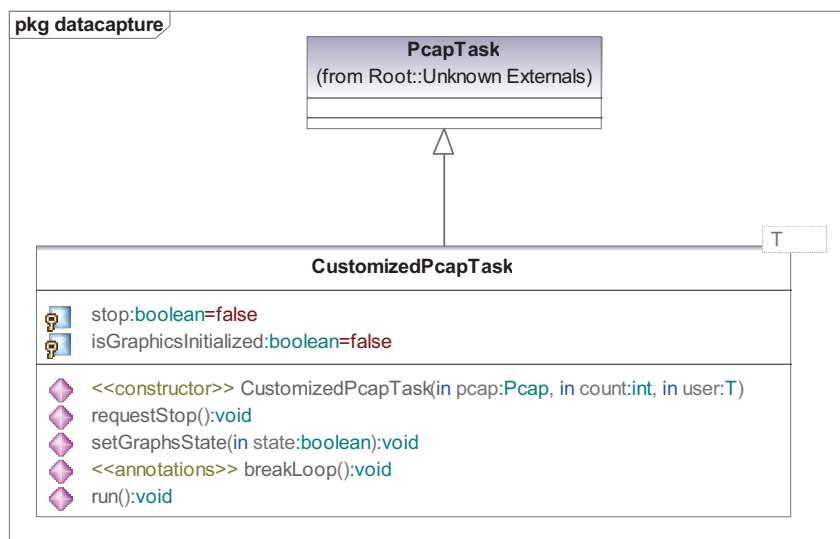 pkg datacapture
PcapTask
(from Root::Unknown Externals)
T
CustomizedPcapTask
stop:boolean=false
isGraphicsInitialized:boolean=false
<<constructor>> CustomizedPcapTask(in pcap:Pcap, in count:int, in user:T)
requestStop():void
setGraphsState(in state:boolean):void
<<annotations>> breakLoop():void
run():void